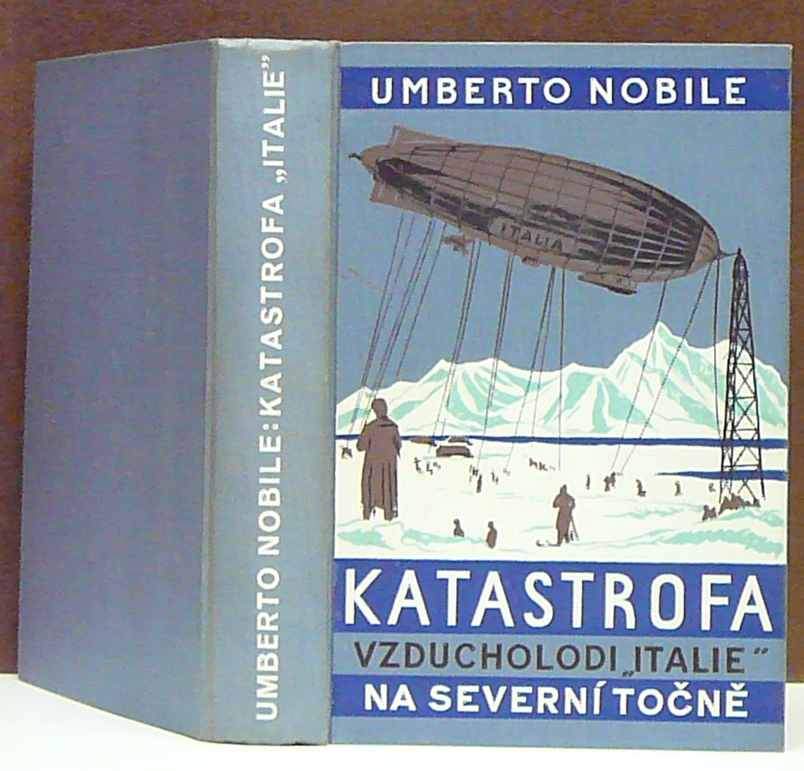 UMBERTO NOBILE: KATASTROFA „ITALIE"
UMBERTO NOBILE
ITALIA
KATASTROFA
VZDUCHOLODI „ITALIE"
NA SEVERNÍ TOČNĚ